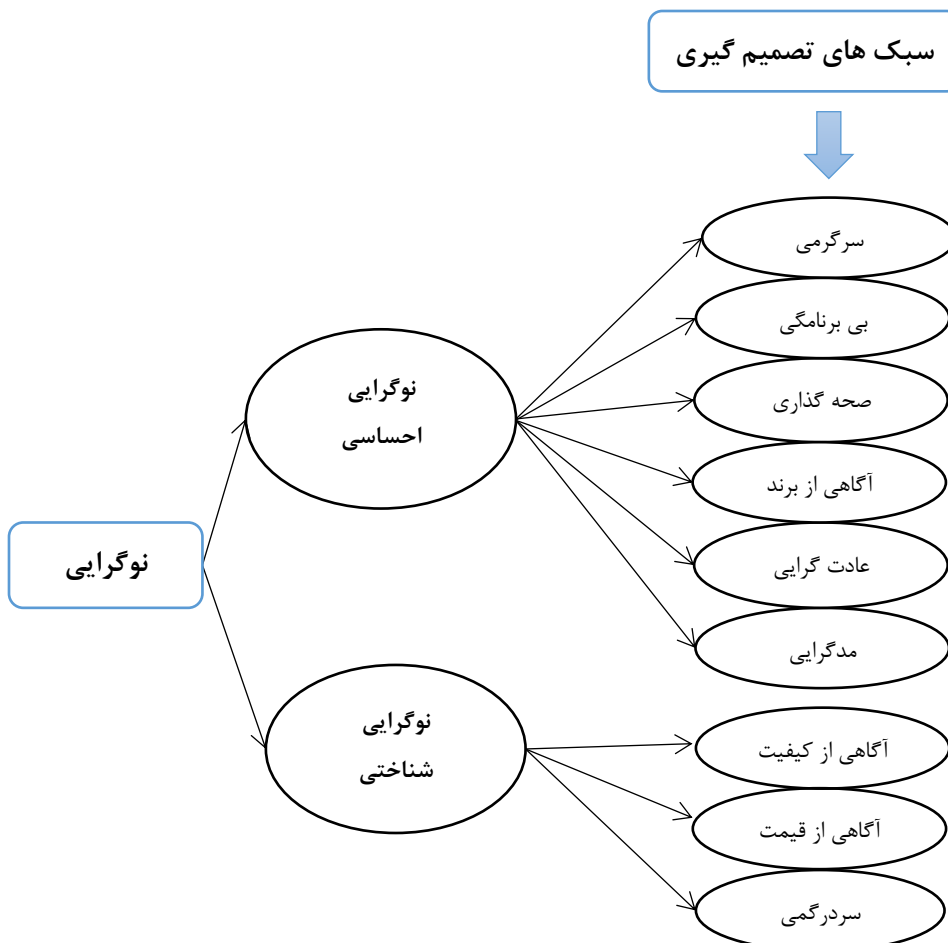 سبک های تصمیم گیری
سرگرمی
بی برنامگی
صحه گذاری
آگاهی از برند
عادت گرایی
مدگرایی
نوگرایی
احساسی
نوگرایی
نوگرایی
شناختی
آگاهی از کیفیت
آگاهی از قیمت
سردرگمی